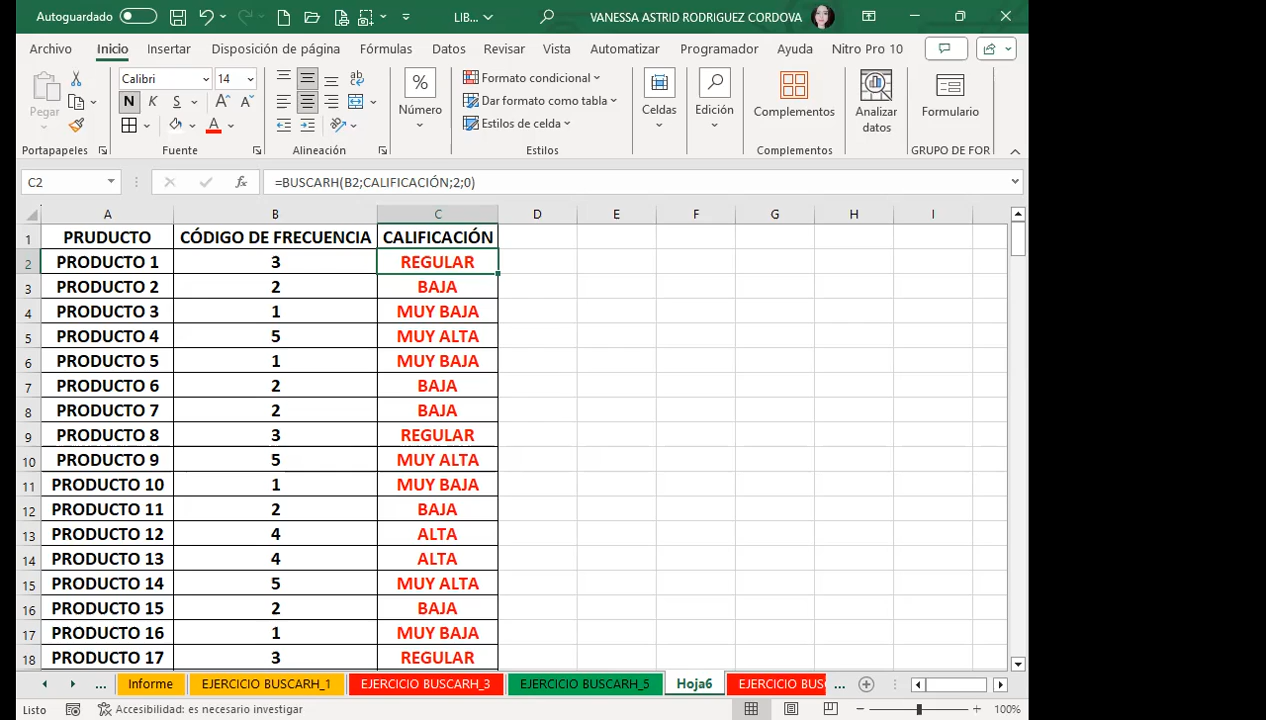 Autoguardado
LIB...
VANESSA ASTRID RODRIGUEZ CORDOVA
Archivo Inicio Insertar Disposición de página Fórmulas Datos Revisar Vista Automatizar Programador Ayuda Nitro Pro 10
Pegar
Calibri 14
N K S A A
A
ab
%
Número
Formato condicional
Dar formato como tabla
Estilos de celda
Celdas
Edición
Complementos
Analizar
datos
Formulario
Portapapeles Fuente Alineación Estilos Complementos GRUPO DE FOR
C2 fx =BUSCARH(B2;CALIFICACIÓN;2;0)
A B C D E F G H I
1 PRUDUCTO CÓDIGO DE FRECUENCIA CALIFICACIÓN
2 PRODUCTO 1 3 REGULAR
3 PRODUCTO 2 2 BAJA
4 PRODUCTO 3 1 MUY BAJA
5 PRODUCTO 4 5 MUY ALTA
6 PRODUCTO 5 1 MUY BAJA
7 PRODUCTO 6 2 BAJA
8 PRODUCTO 7 2 BAJA
9 PRODUCTO 8 3 REGULAR
10 PRODUCTO 9 5 MUY ALTA
11 PRODUCTO 10 1 MUY BAJA
12 PRODUCTO 11 2 BAJA
13 PRODUCTO 12 4 ALTA
14 PRODUCTO 13 4 ALTA
15 PRODUCTO 14 5 MUY ALTA
16 PRODUCTO 15 2 BAJA
17 PRODUCTO 16 1 MUY BAJA
18 PRODUCTO 17 3 REGULAR
... Informe EJERCICIO BUSCARH_1 EJERCICIO BUSCARH_3 EJERCICIO BUSCARH_5 Hoja6 EJERCICIO BUS ...
Listo Accesibilidad: es necesario investigar 100%